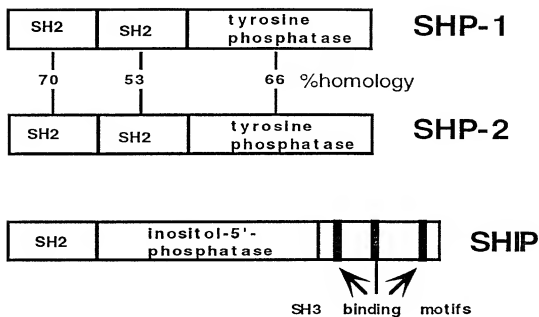 SH2 SH2 tyrosine phosphatase SHP-1
70 53 66 %homology
SH2 SH2 tyrosine phosphatase SHP-2
SH2 inositol-5'-phosphatase SHIP
SH3 binding motifs